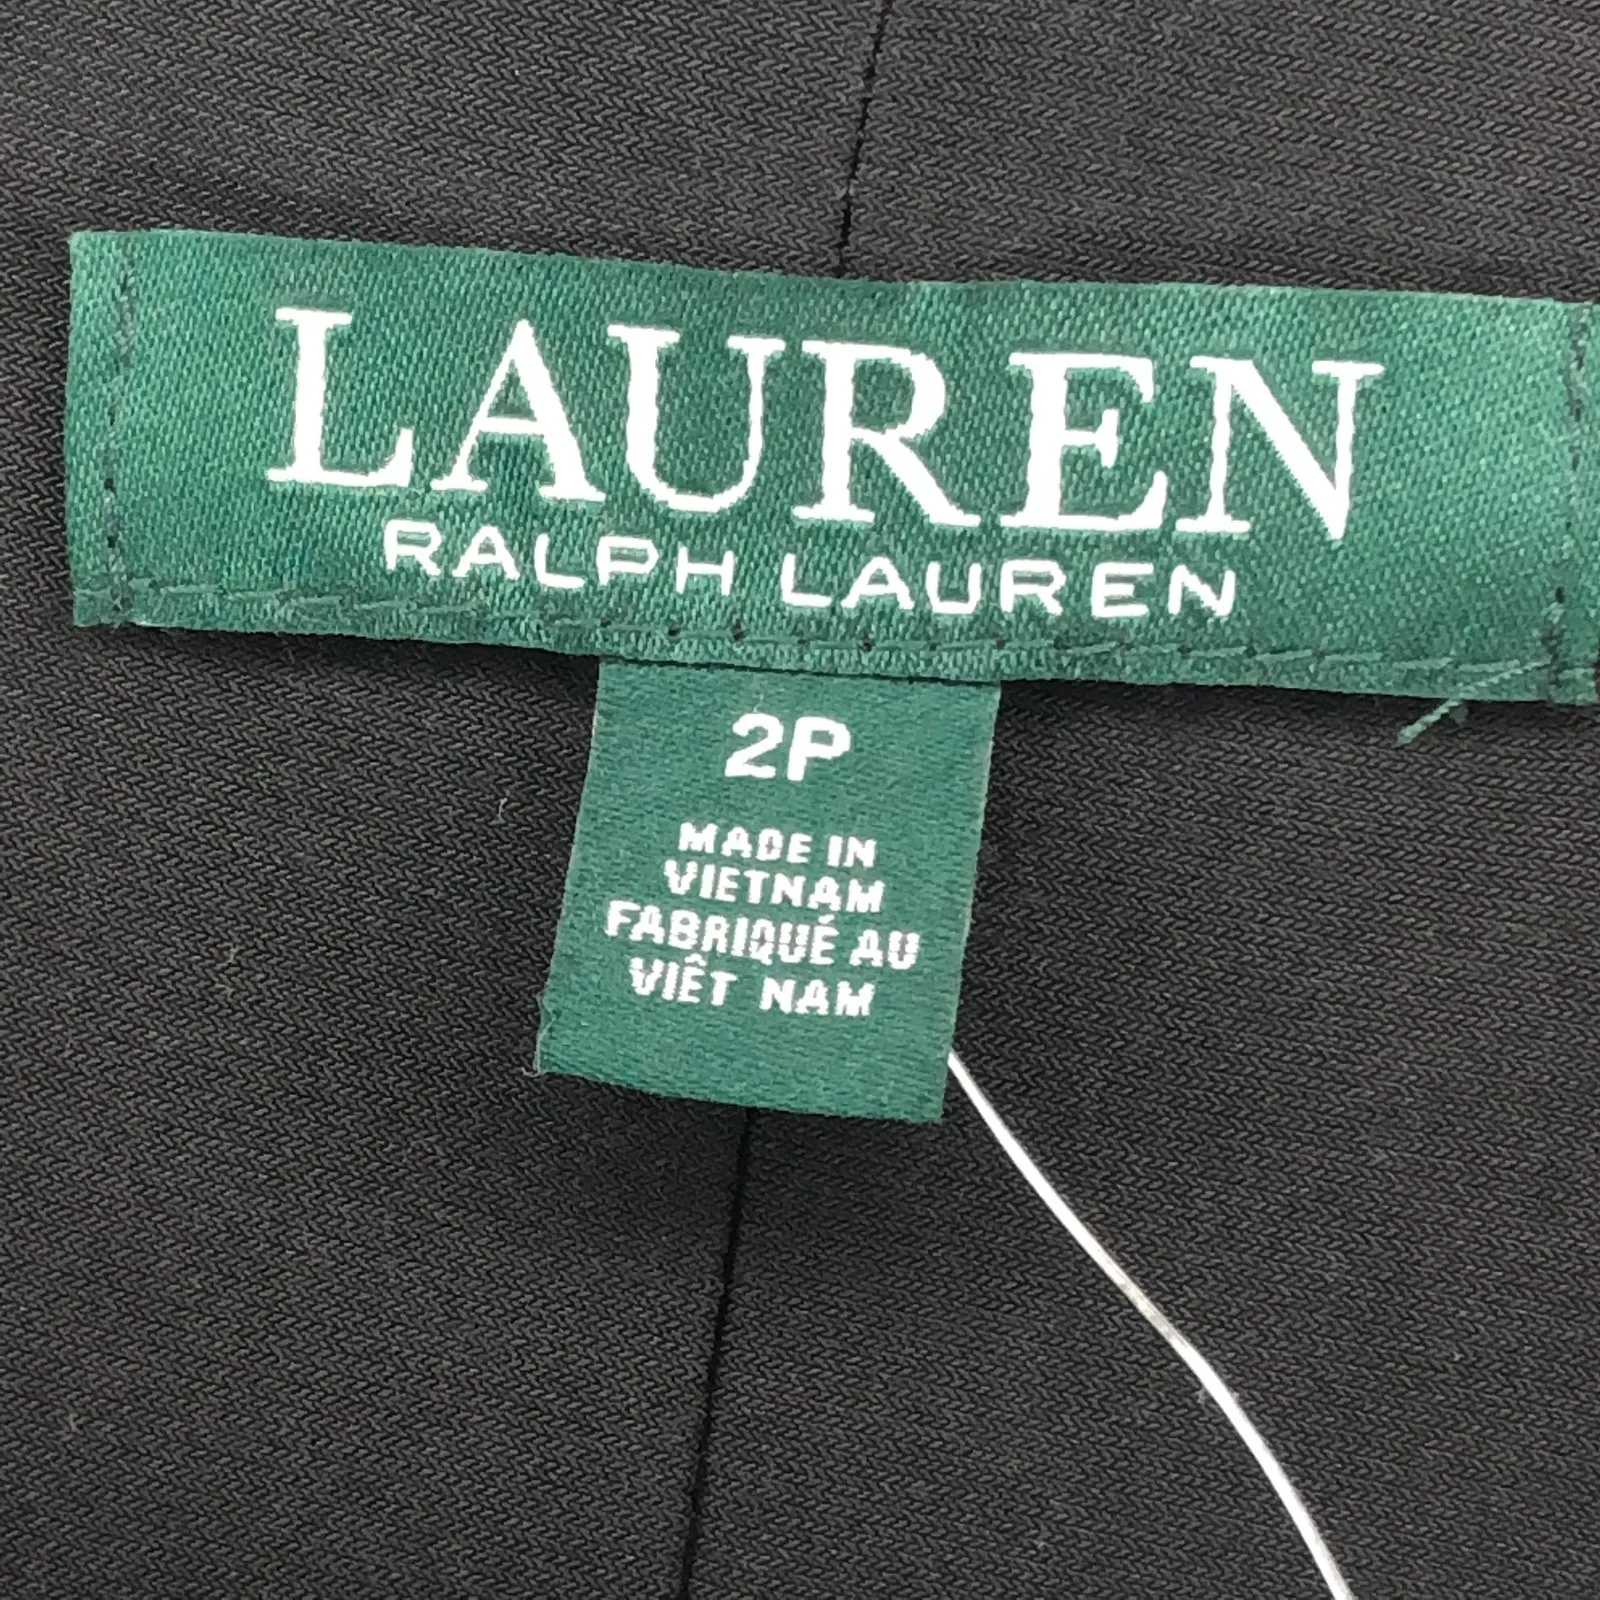 LAUREN
RALPH LAUREN
2P
MADE IN
VIETNAM
FABRIQUÉ AU
VIÊT NAM